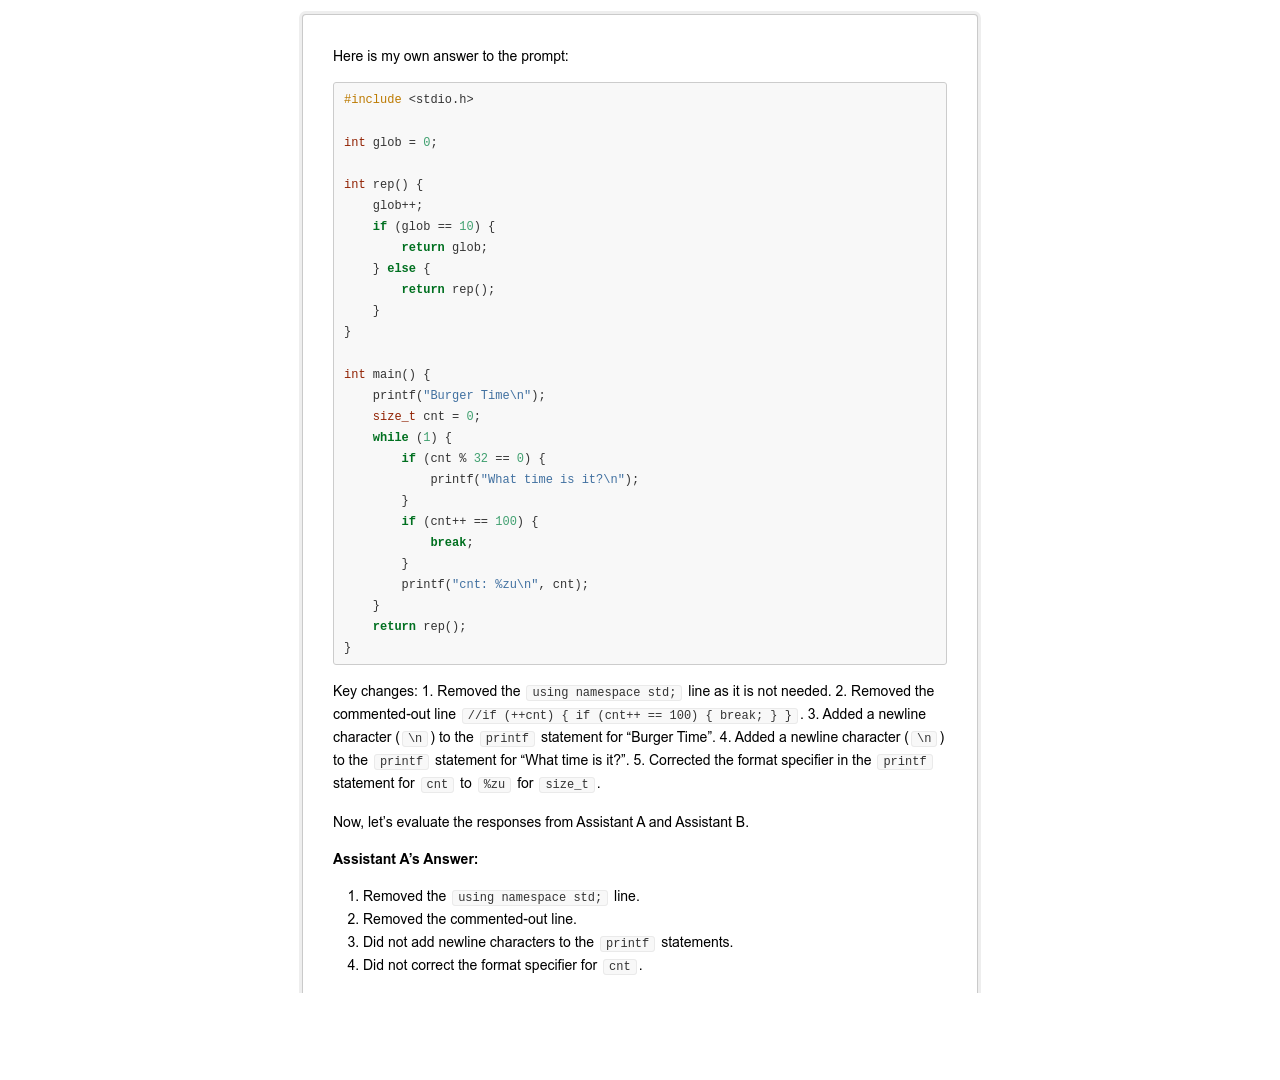 Here is my own answer to the prompt:
#include <stdio.h>
int glob = 0;
int rep() {
    glob++;
    if (glob == 10) {
        return glob;
    } else {
        return rep();
    }
}
int main() {
    printf("Burger Time\n");
    size_t cnt = 0;
    while (1) {
        if (cnt % 32 == 0) {
            printf("What time is it?\n");
        }
        if (cnt++ == 100) {
            break;
        }
        printf("cnt: %zu\n", cnt);
    }
    return rep();
}
Key changes: 1. Removed the using namespace std; line as it is not needed. 2. Removed the
commented-out line //if (++cnt) { if (cnt++ == 100) { break; } } . 3. Added a newline
character ( \n ) to the printf statement for “Burger Time”. 4. Added a newline character ( \n )
to the printf statement for “What time is it?”. 5. Corrected the format specifier in the printf
statement for cnt to %zu for size_t .
Now, let’s evaluate the responses from Assistant A and Assistant B.
Assistant A’s Answer:
1. Removed the using namespace std; line.
2. Removed the commented-out line.
3. Did not add newline characters to the printf statements.
4. Did not correct the format specifier for cnt .